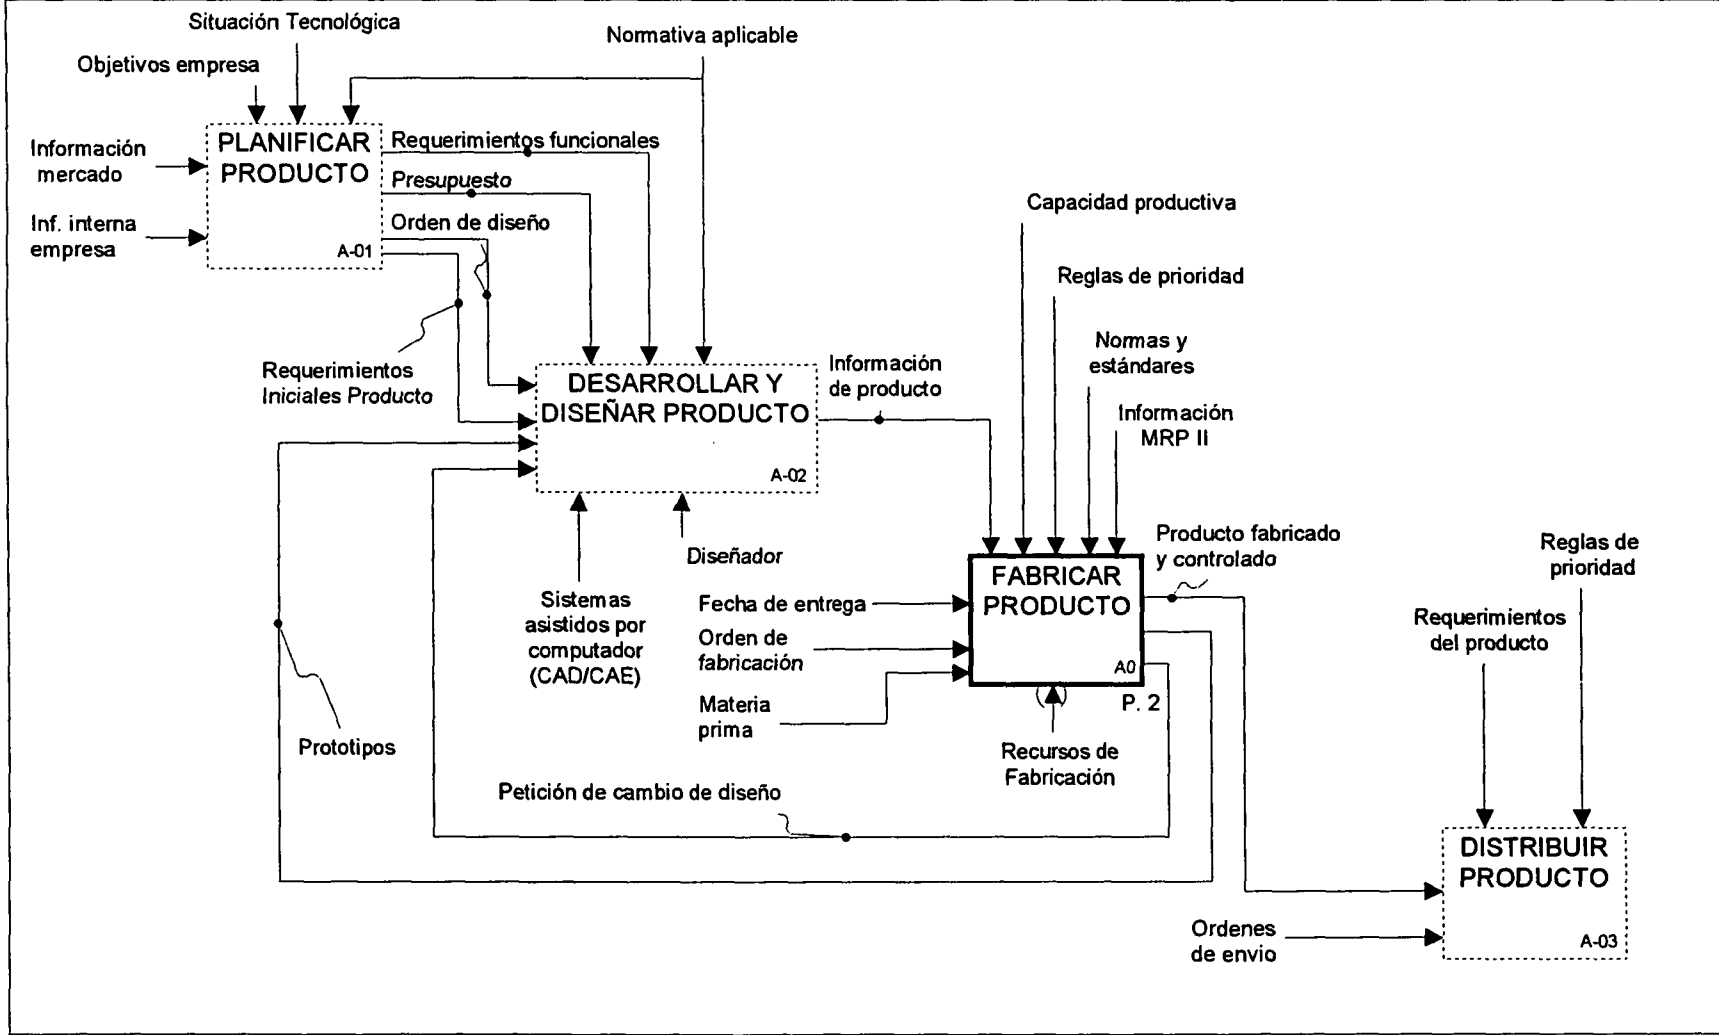 Situación Tecnológica
Normativa aplicable
Objetivos empresa
Información
mercado
Inf. interna
empresa
PLANIFICAR
PRODUCTO
A-01
Requerimientos funcionales
Presupuesto
Orden de diseño
Requerimientos
Iniciales Producto
DESARROLLAR Y
DISEÑAR PRODUCTO
A-02
Información
de producto
Capacidad productiva
Reglas de prioridad
Normas y
estándares
Información
MRP II
Diseñador
Sistemas
asistidos por
computador
(CAD/CAE)
Fecha de entrega
Orden de
fabricación
Materia
prima
FABRICAR
PRODUCTO
A0
P. 2
Producto fabricado
y controlado
Recursos de
Fabricación
Prototipos
Petición de cambio de diseño
Reglas de
prioridad
Requerimientos
del producto
DISTRIBUIR
PRODUCTO
A-03
Ordenes
de envio